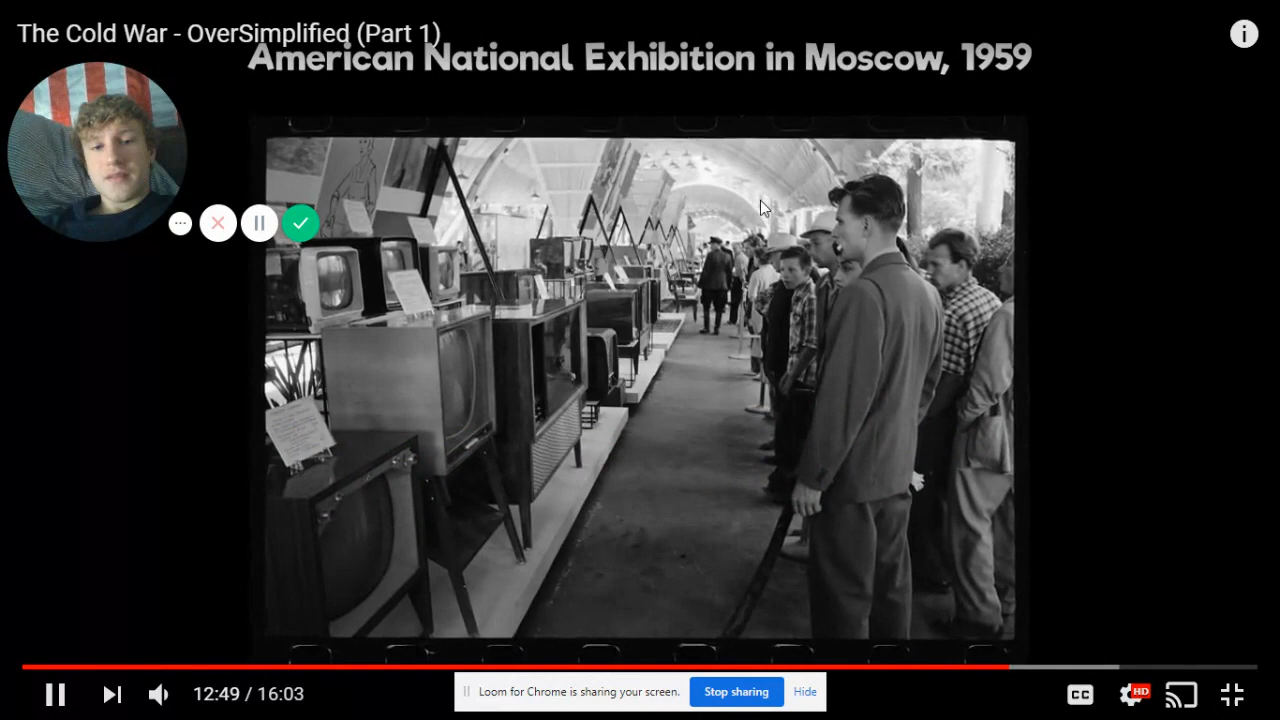 The Cold War - OverSimplified (Part 1)
American National Exhibition in Moscow, 1959
12:49 / 16:03
Loom for Chrome is sharing your screen.
Stop sharing
Hide
CC
HD